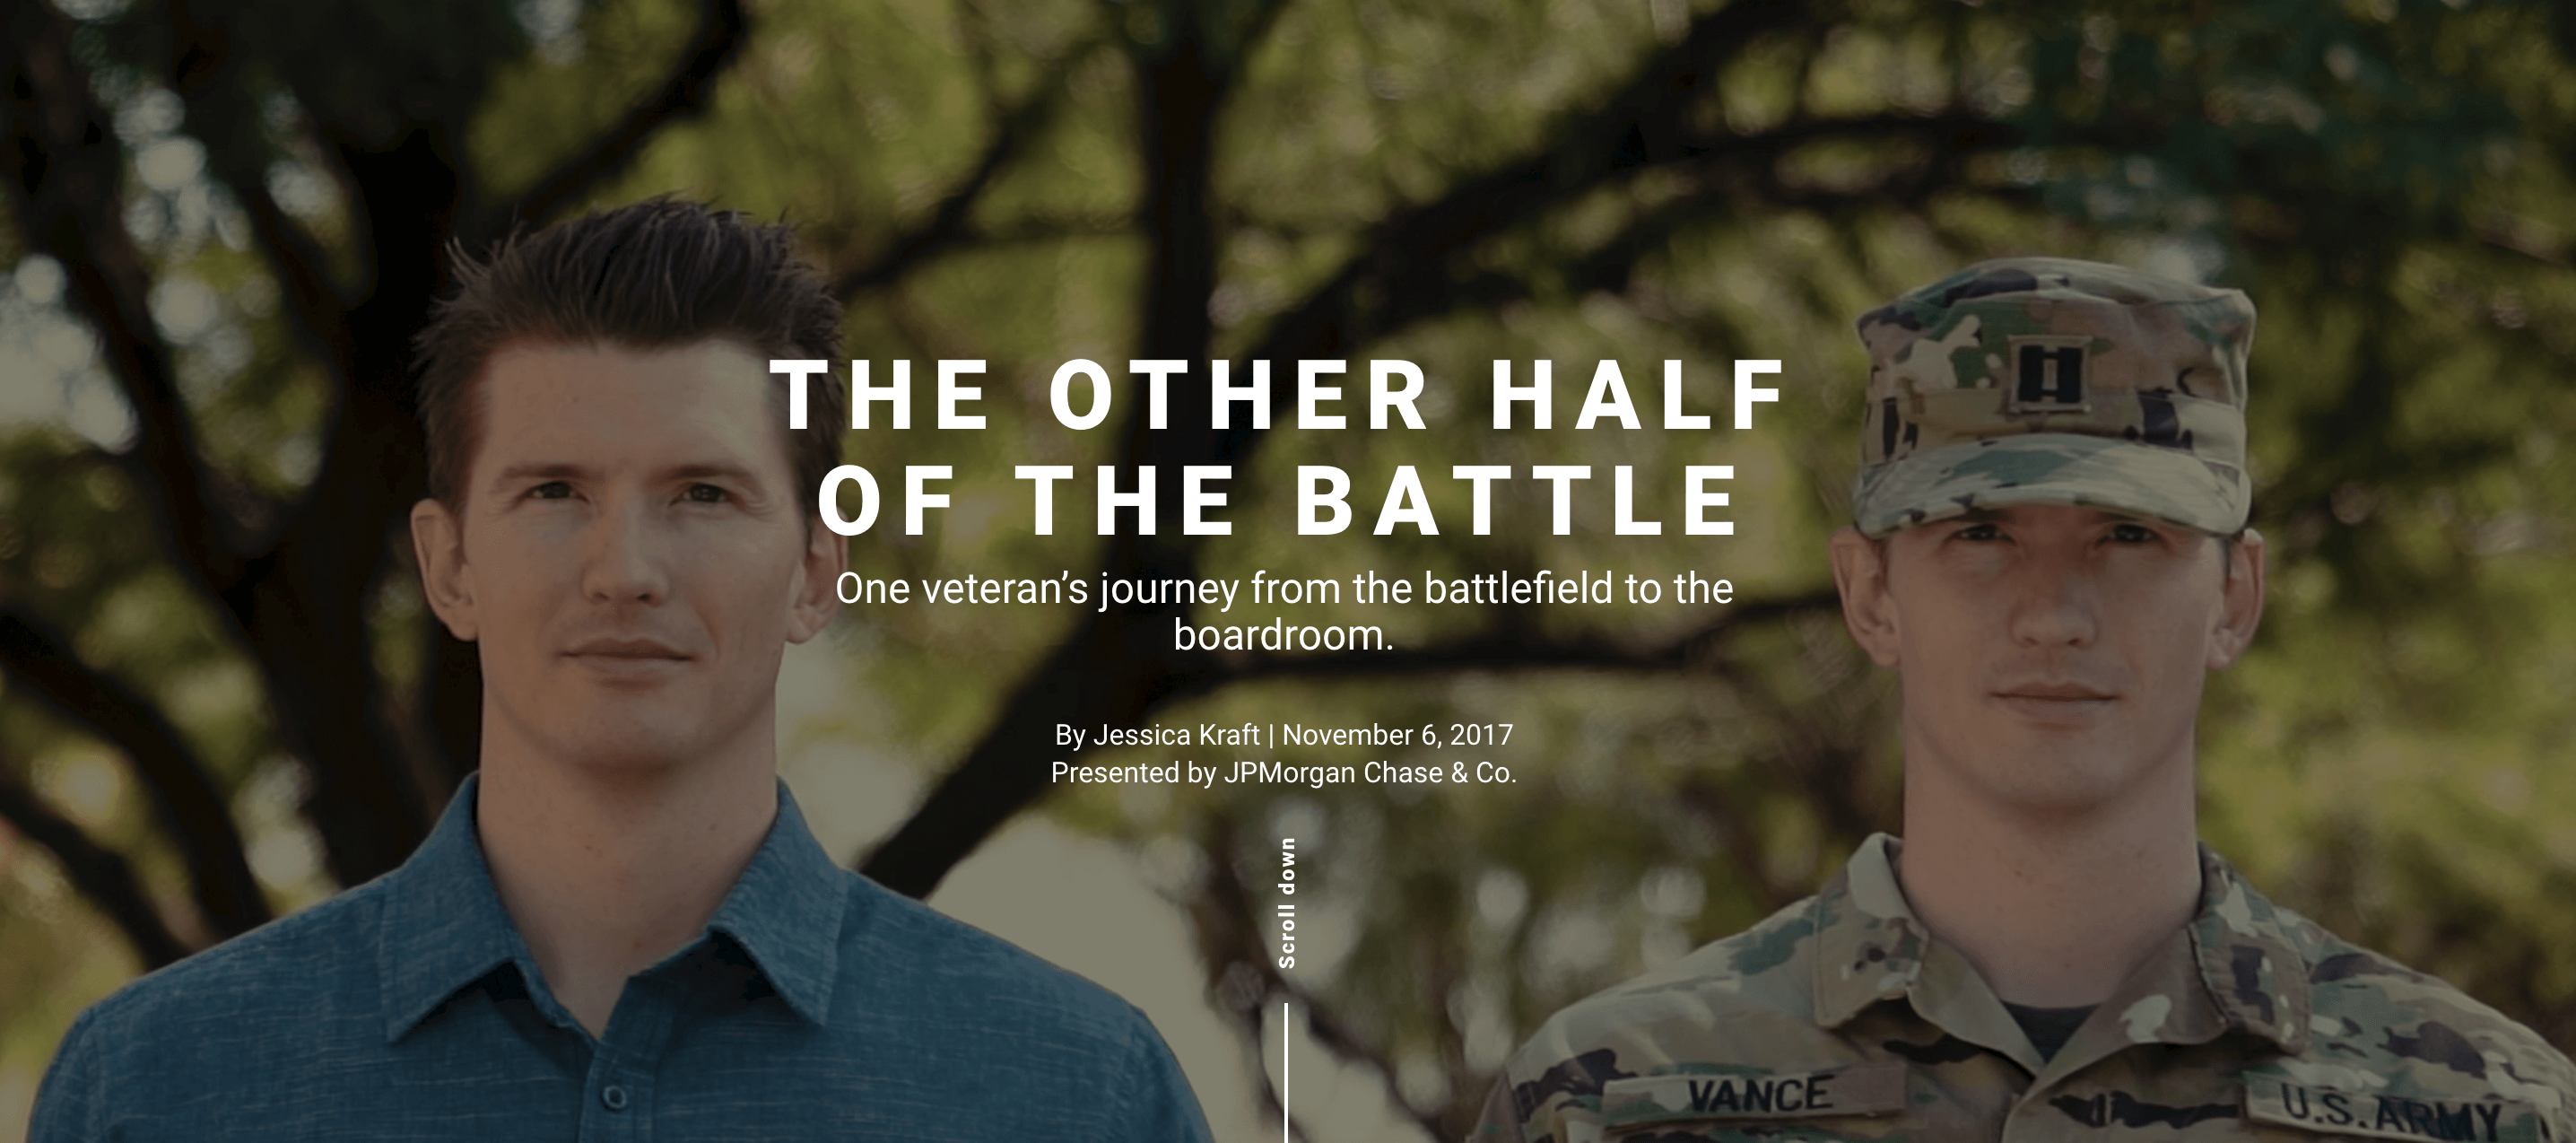 THE OTHER HALF
OF THE BATTLE
One veteran’s journey from the battlefield to the
boardroom.
By Jessica Kraft | November 6, 2017
Presented by JPMorgan Chase & Co.
Scroll down
VANCE
U.S. ARMY